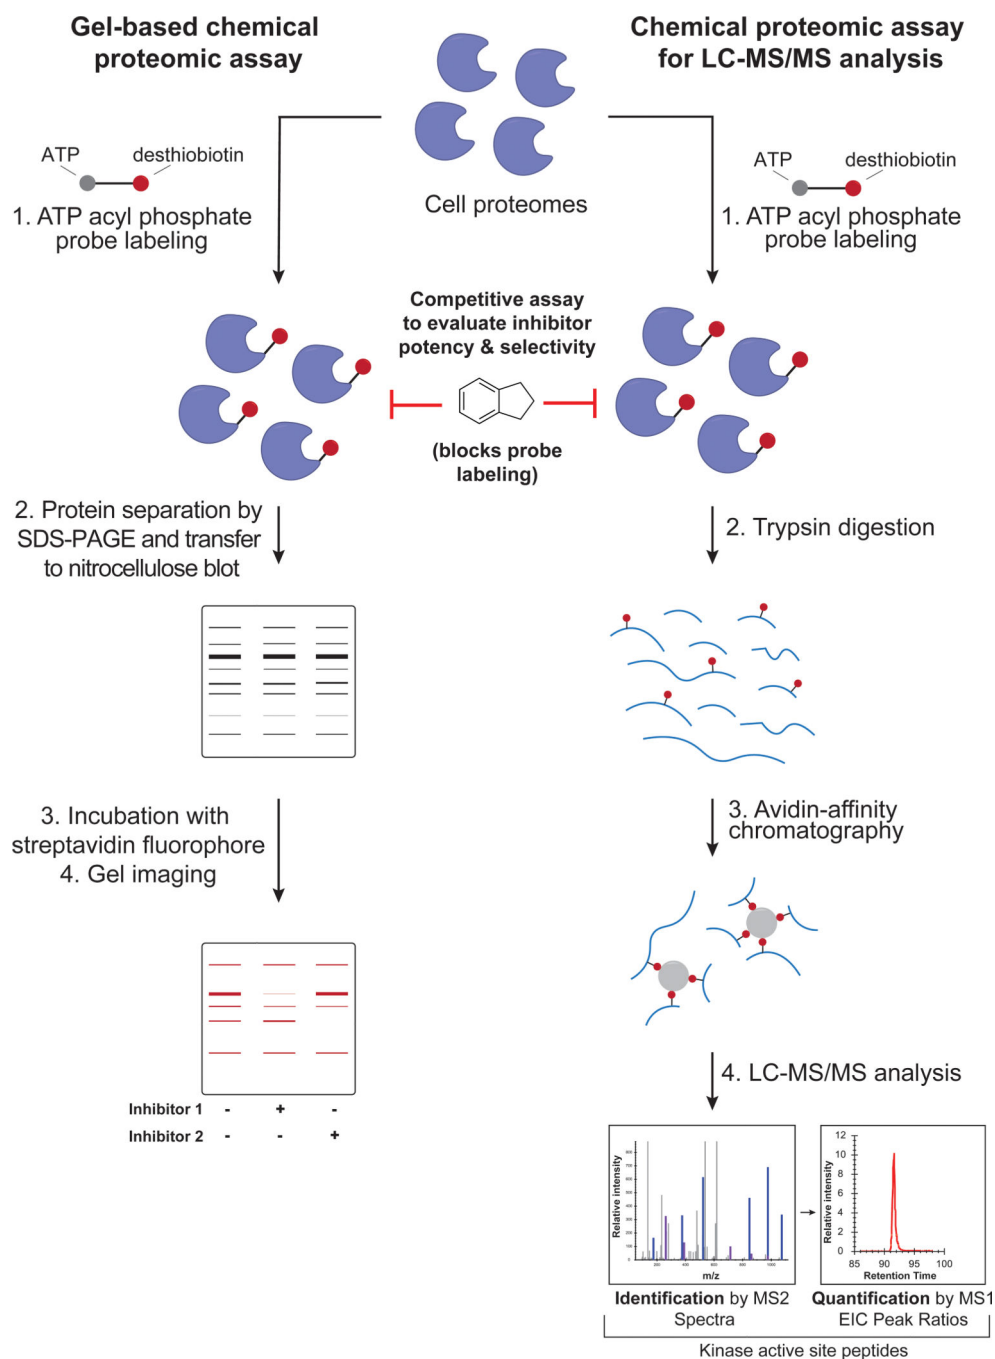 Gel-based chemical
proteomic assay
Chemical proteomic assay
for LC-MS/MS analysis
ATP
desthiobiotin
1. ATP acyl phosphate
probe labeling
Cell proteomes
ATP
desthiobiotin
1. ATP acyl phosphate
probe labeling
Competitive assay
to evaluate inhibitor
potency & selectivity
(blocks probe
labeling)
2. Protein separation by
SDS-PAGE and transfer
to nitrocellulose blot
2. Trypsin digestion
3. Incubation with
streptavidin fluorophore
4. Gel imaging
3. Avidin-affinity
chromatography
Inhibitor 1 - + -
Inhibitor 2 - - +
4. LC-MS/MS analysis
Relative intensity
m/z
200 400 600 800 1000
Relative intensity
12
10
8
6
4
2
0
85 90 95 100
Retention Time
Identification by MS2
Spectra
Quantification by MS1
EIC Peak Ratios
Kinase active site peptides